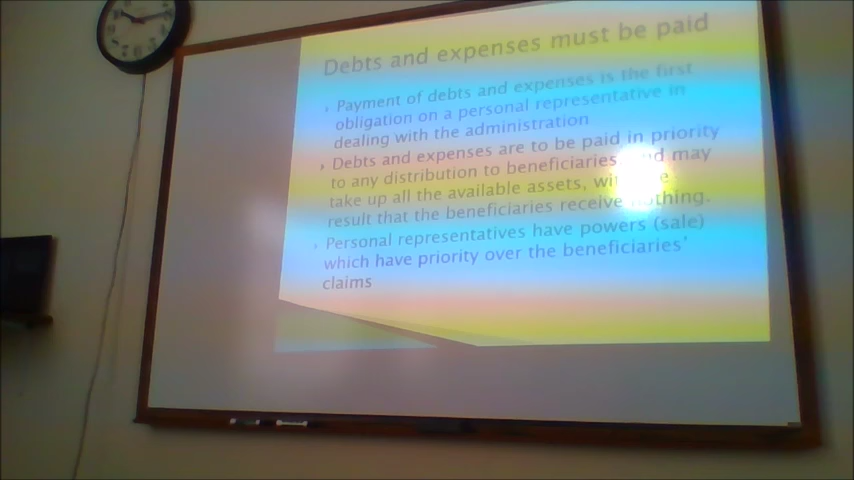 Debts and expenses must be paid
Payment of debts and expenses is the first
obligation on a personal representative in
dealing with the administration
Debts and expenses are to be paid in priority
to any distribution to beneficiaries, and may
take up all the available assets, with the
result that the beneficiaries receive nothing.
Personal representatives have powers (sale)
which have priority over the beneficiaries'
claims